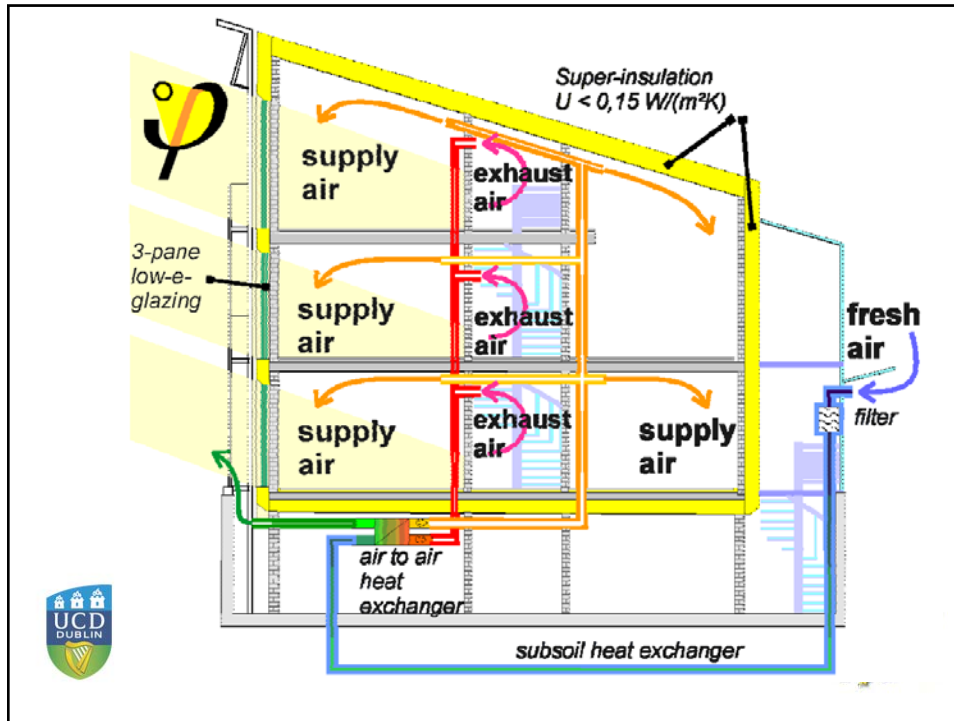 Super-insulation
U < 0,15 W/(m²K)
supply
air
exhaust
air
3-pane
low-e-
glazing
supply
air
exhaust
air
fresh
air
filter
supply
air
exhaust
air
supply
air
air to air
heat
exchanger
subsoil heat exchanger
UCD
DUBLIN